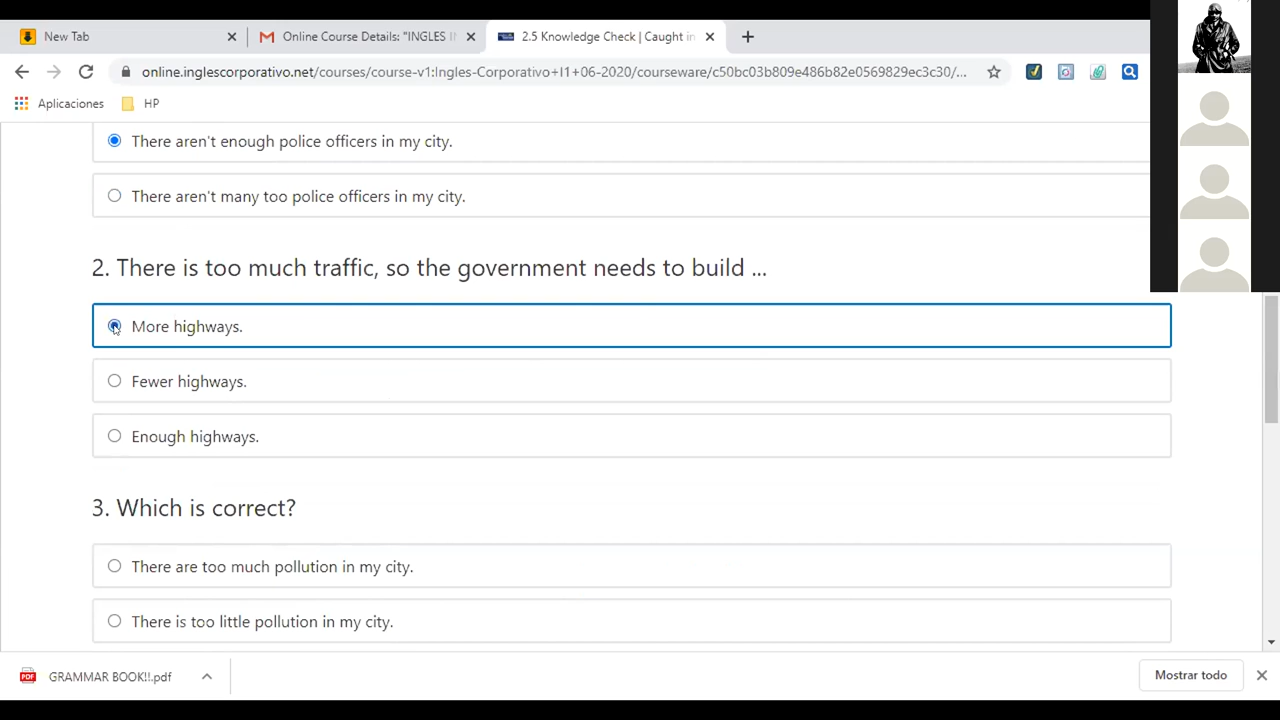 New Tab
Online Course Details: "INGLES I
2.5 Knowledge Check | Caught in
online.inglescorporativo.net/courses/course-v1:Ingles-Corporativo+I1+06-2020/courseware/c50bc03b809e486b82e0569829ec3c30/...
Aplicaciones HP
There aren't enough police officers in my city.
There aren't many too police officers in my city.
2. There is too much traffic, so the government needs to build ...
More highways.
Fewer highways.
Enough highways.
3. Which is correct?
There are too much pollution in my city.
There is too little pollution in my city.
PDF GRAMMAR BOOK!!.pdf
Mostrar todo